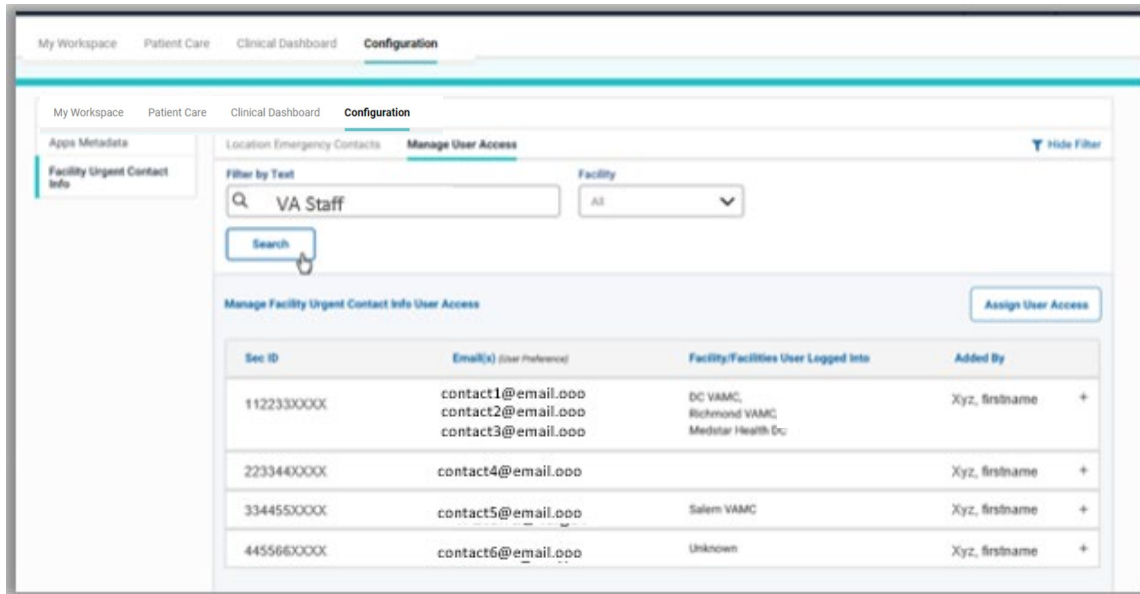 My Workspace Patient Care Clinical Dashboard Configuration
My Workspace Patient Care Clinical Dashboard Configuration
Apps Metadata
Location Emergency Contacts Manage User Access Hide Filter
Facility Urgent Contact
Info
Filter by Text Facility
VA Staff All
Search
Manage Facility Urgent Contact Info User Access Assign User Access
Sec ID Email(s) (User Preference) Facility/Facilities User Logged Into Added By
112233XXXX contact1@email.ooo DC VAMC, Xyz, firstname +
contact2@email.ooo Richmond VAMC,
contact3@email.ooo Medstar Health Dc
223344XXXX contact4@email.ooo Xyz, firstname +
334455XXXX contact5@email.ooo Salem VAMC Xyz, firstname +
445566XXXX contact6@email.ooo Unknown Xyz, firstname +